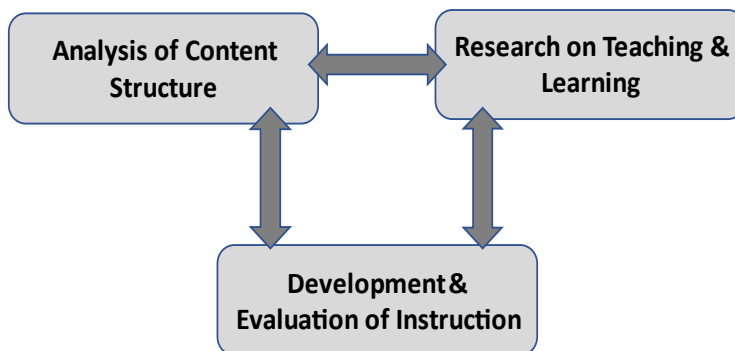 Analysis of Content
Structure
Research on Teaching &
Learning
Development &
Evaluation of Instruction